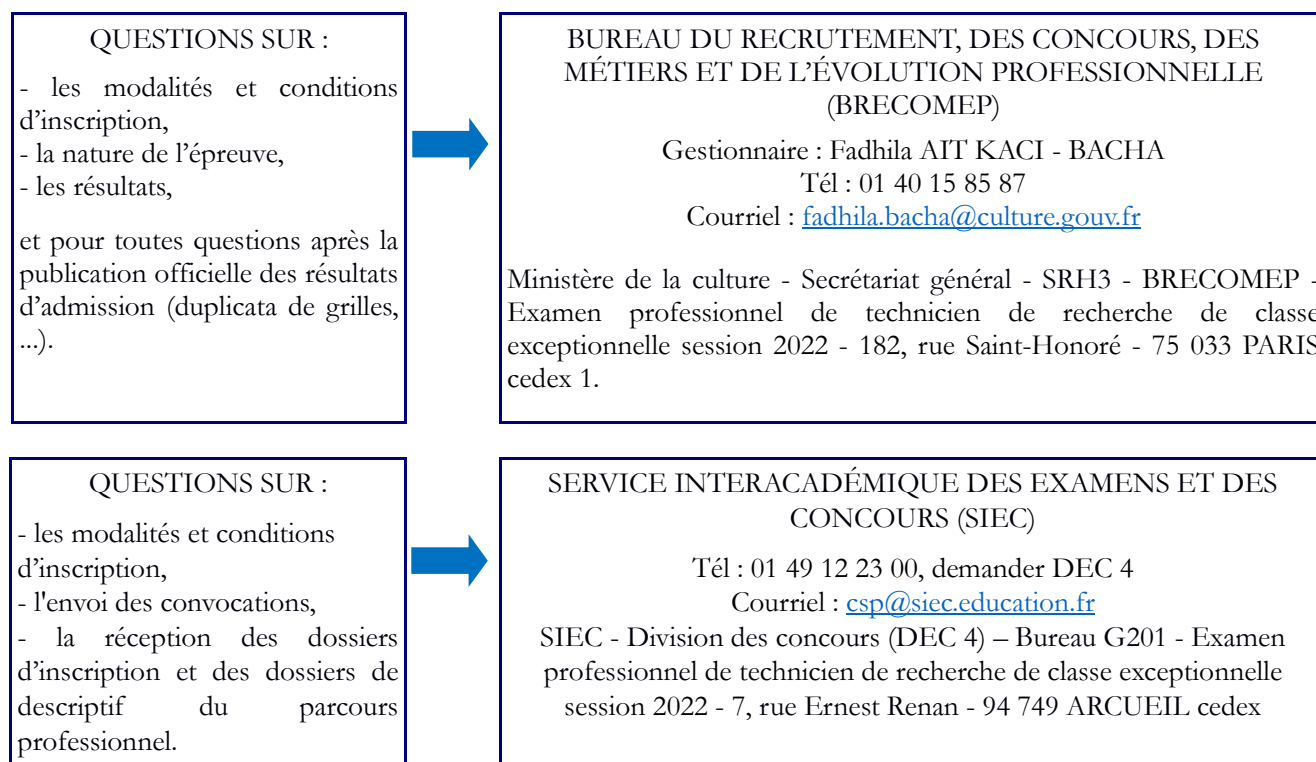 QUESTIONS SUR :
- les modalités et conditions
d’inscription,
- la nature de l’épreuve,
- les résultats,
et pour toutes questions après la
publication officielle des résultats
d’admission (duplicata de grilles,
...).
BUREAU DU RECRUTEMENT, DES CONCOURS, DES
MÉTIERS ET DE L’ÉVOLUTION PROFESSIONNELLE
(BRECOMEP)
Gestionnaire : Fadhila AIT KACI - BACHA
Tél : 01 40 15 85 87
Courriel : fadhila.bacha@culture.gouv.fr
Ministère de la culture - Secrétariat général - SRH3 - BRECOMEP -
Examen professionnel de technicien de recherche de classe
exceptionnelle session 2022 - 182, rue Saint-Honoré - 75 033 PARIS
cedex 1.
QUESTIONS SUR :
- les modalités et conditions
d’inscription,
- l'envoi des convocations,
- la réception des dossiers
d’inscription et des dossiers de
descriptif du parcours
professionnel.
SERVICE INTERACADÉMIQUE DES EXAMENS ET DES
CONCOURS (SIEC)
Tél : 01 49 12 23 00, demander DEC 4
Courriel : csp@siec.education.fr
SIEC - Division des concours (DEC 4) – Bureau G201 - Examen
professionnel de technicien de recherche de classe exceptionnelle
session 2022 - 7, rue Ernest Renan - 94 749 ARCUEIL cedex